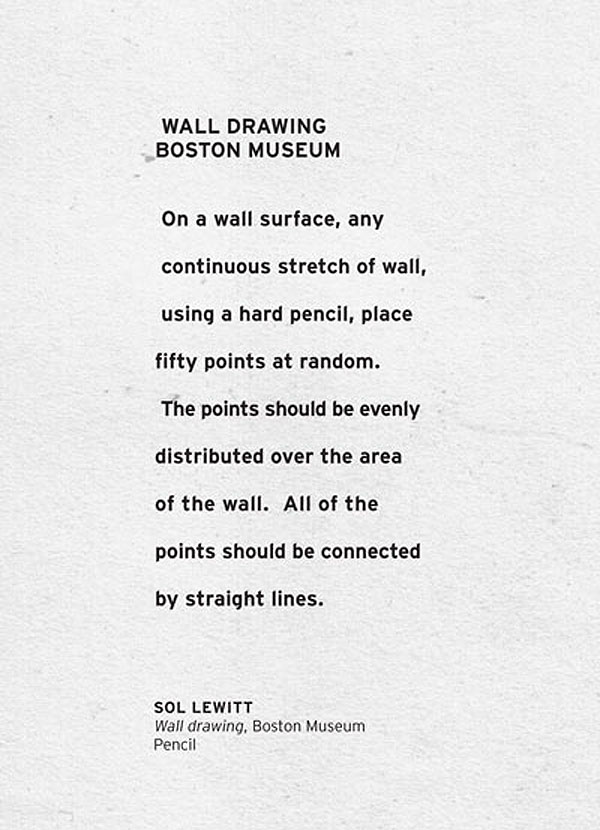 WALL DRAWING
BOSTON MUSEUM
On a wall surface, any
continuous stretch of wall,
using a hard pencil, place
fifty points at random.
The points should be evenly
distributed over the area
of the wall.  All of the
points should be connected
by straight lines.
SOL LEWITT
Wall drawing, Boston Museum
Pencil